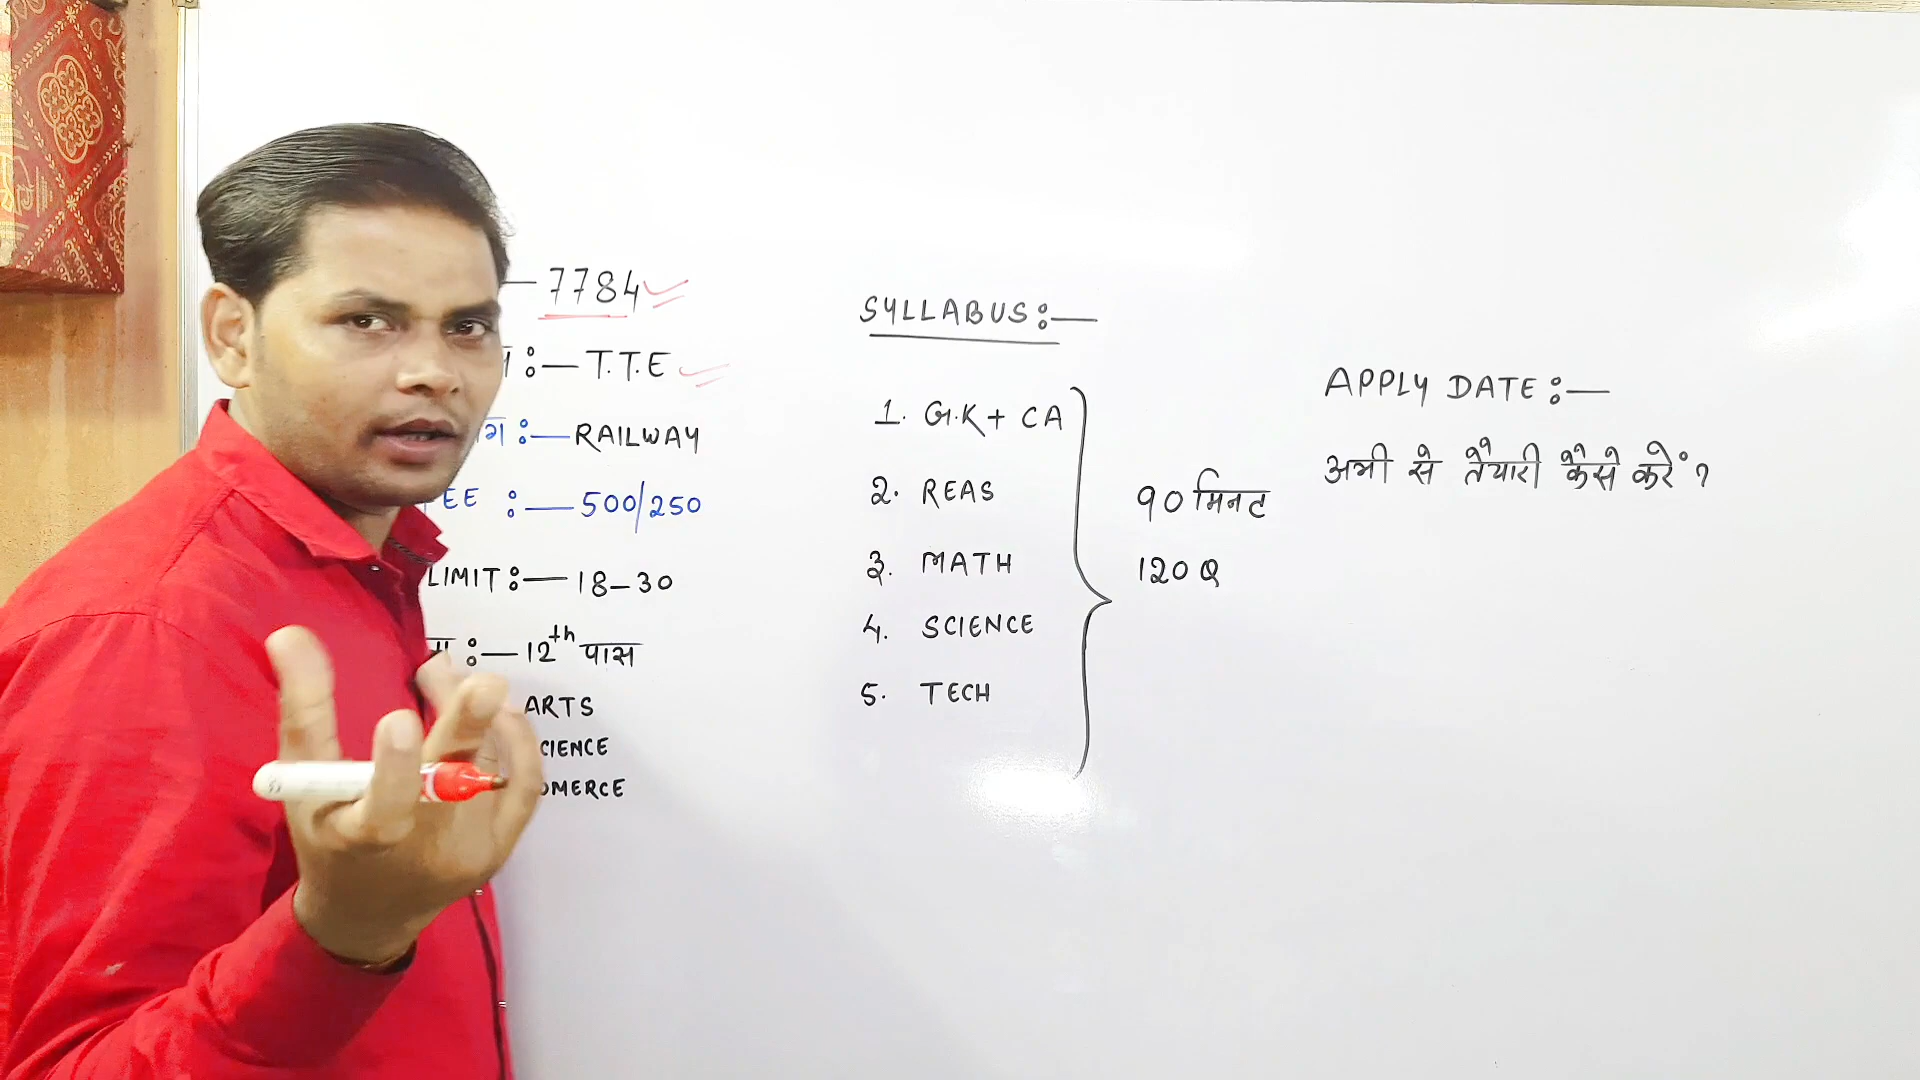 — 7784
:— T.T.E
:— RAILWAY
EE :— 500/250
LIMIT :— 18–30
:— 12th पास
ARTS
CIENCE
OMERCE
SYLLABUS :—
1. G.K + CA
2. REAS
3. MATH
4. SCIENCE
5. TECH
90 मिनट
120 Q
APPLY DATE :—
अभी से तैयारी कैसे करें ?